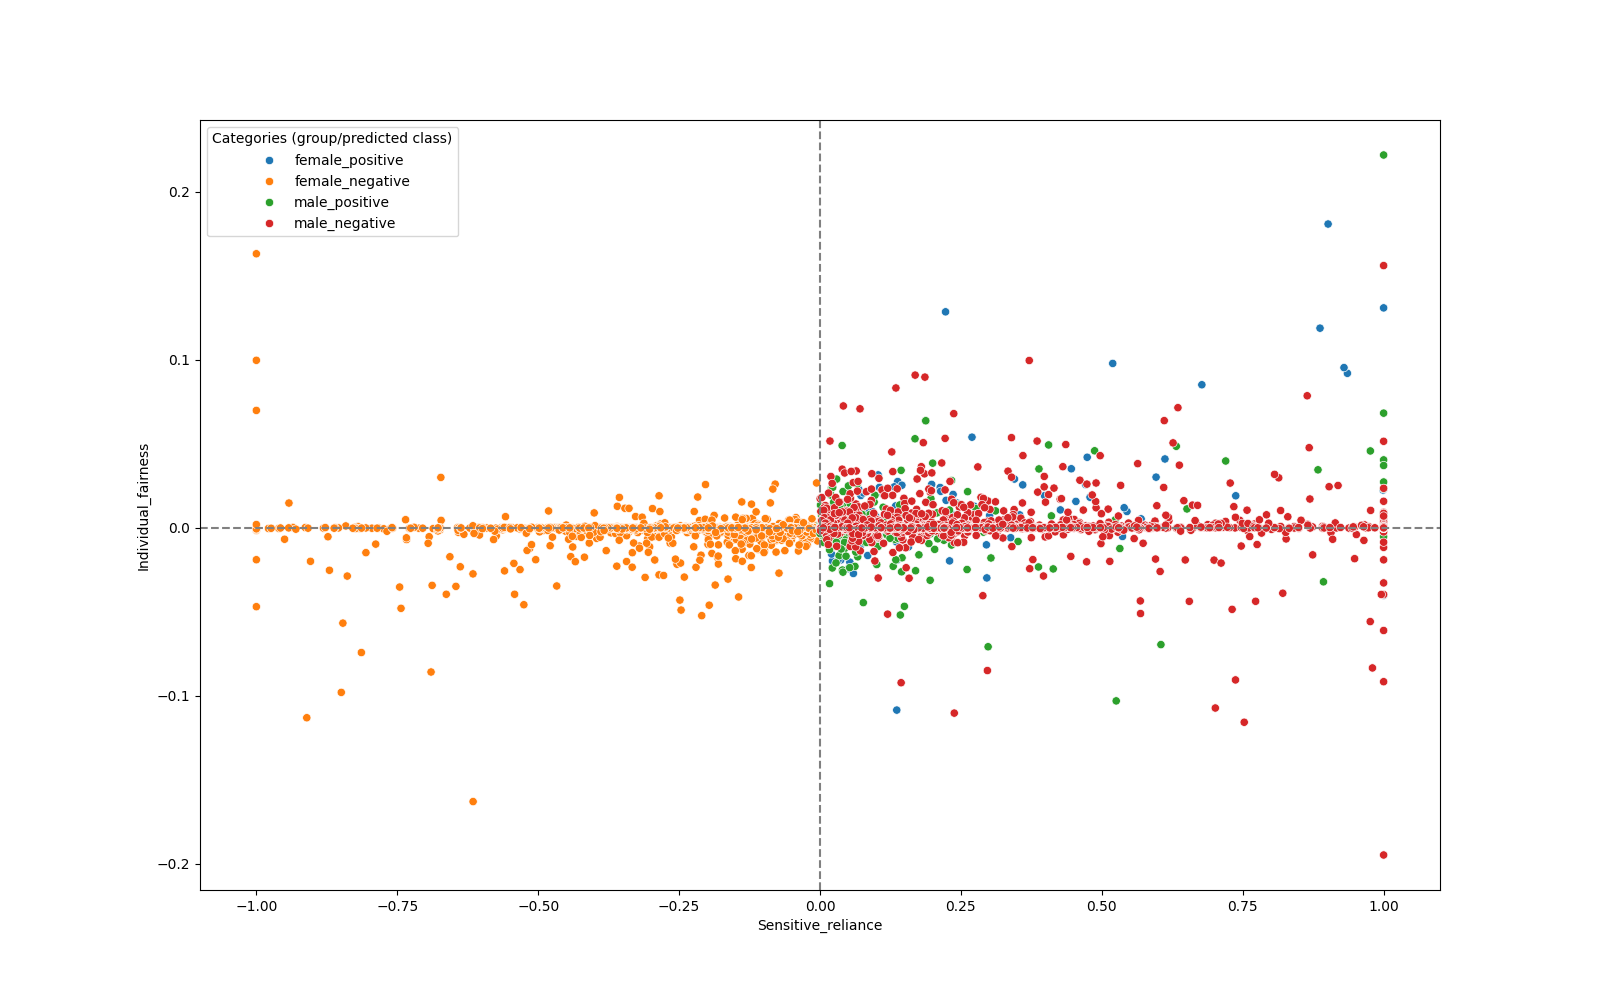 Categories (group/predicted class)
female_positive
female_negative
male_positive
male_negative
0.2
0.1
0.0
−0.1
−0.2
Individual_fairness
−1.00 −0.75 −0.50 −0.25 0.00 0.25 0.50 0.75 1.00
Sensitive_reliance